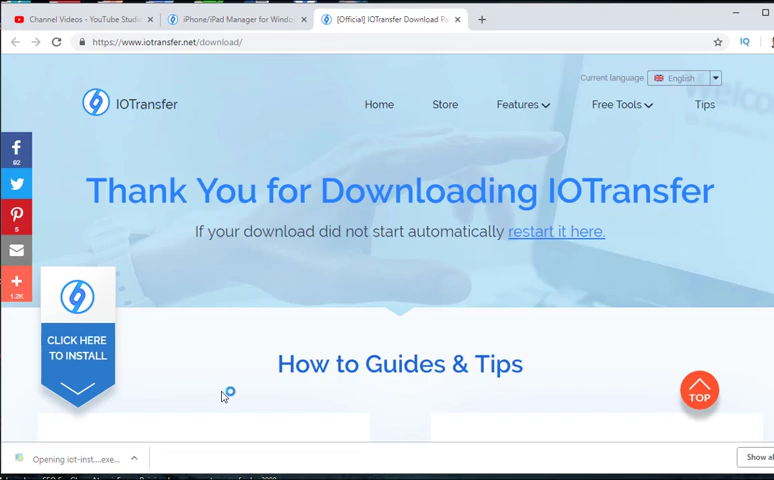 Channel Videos - YouTube Studi
iPhone/iPad Manager for Windo
[Official] IOTransfer Download Pa
https://www.iotransfer.net/download/
IQ
Current language
English
IOTransfer
Home
Store
Features
Free Tools
Tips
92
5
1.2K
Thank You for Downloading IOTransfer
If your download did not start automatically restart it here.
CLICK HERE
TO INSTALL
How to Guides & Tips
TOP
Opening iot-inst....exe...
Show al